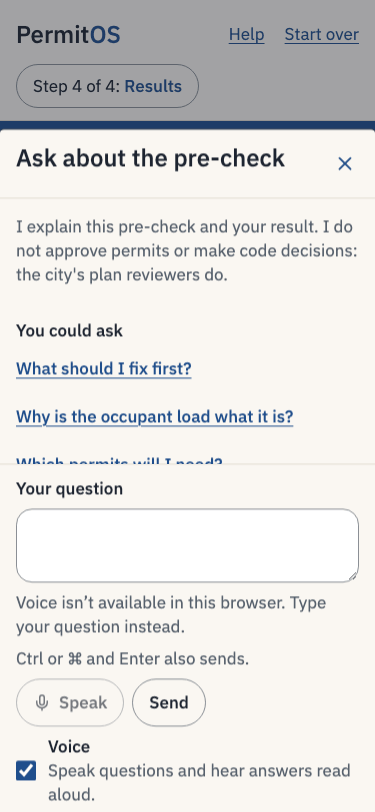 PermitOS
Help
Start over
Step 4 of 4: Results
Ask about the pre-check
I explain this pre-check and your result. I do
not approve permits or make code decisions:
the city's plan reviewers do.
You could ask
What should I fix first?
Why is the occupant load what it is?
Which permits will I need?
Your question
Voice isn’t available in this browser. Type
your question instead.
Ctrl or ⌘ and Enter also sends.
Speak
Send
Voice
Speak questions and hear answers read
aloud.